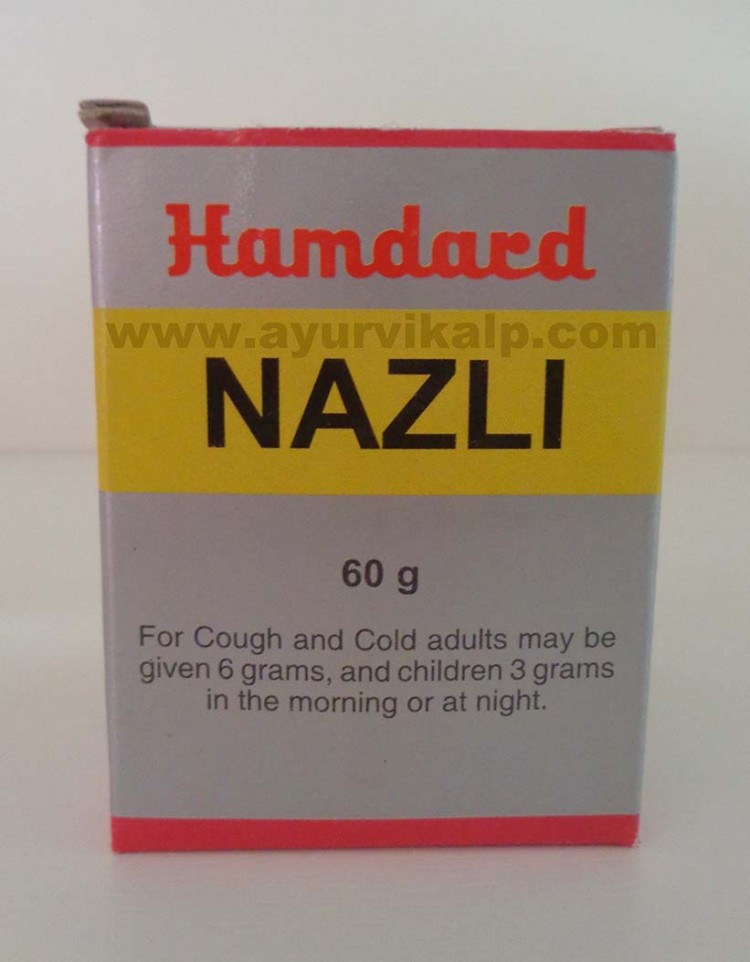 Hamdard
www.ayurvikalp.com
NAZLI
60 g
For Cough and Cold adults may be
given 6 grams, and children 3 grams
in the morning or at night.